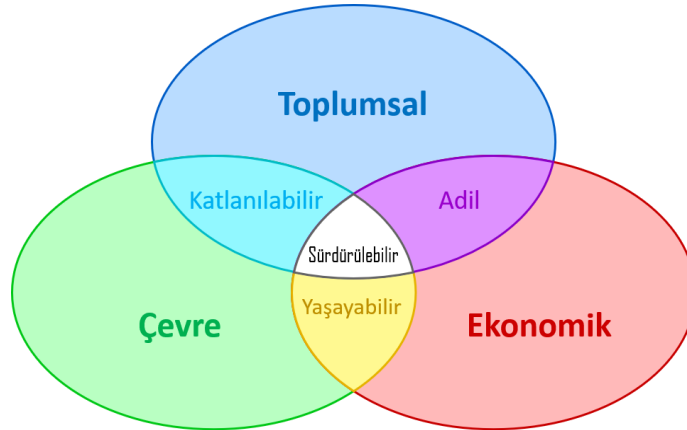 Toplumsal
Katlanılabilir
Adil
Sürdürülebilir
Yaşayabilir
Çevre
Ekonomik